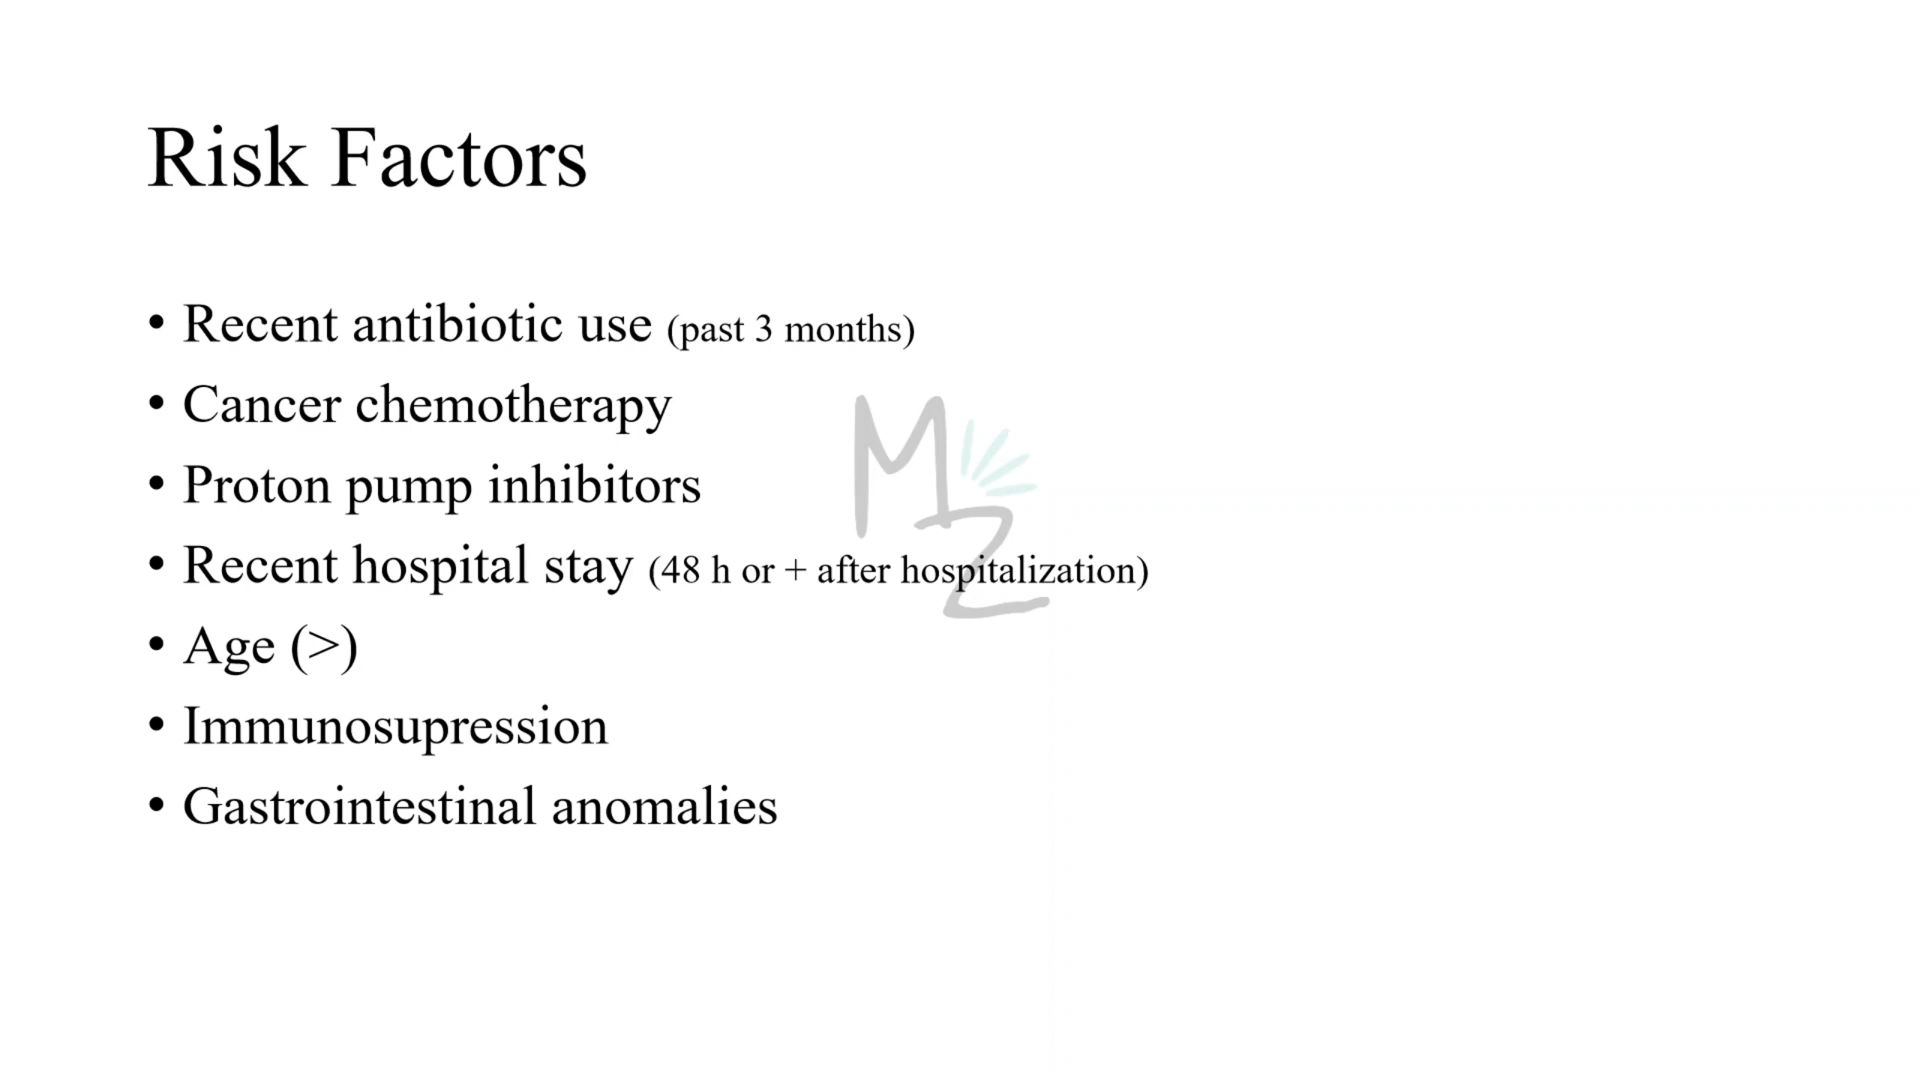 Risk Factors
• Recent antibiotic use (past 3 months)
• Cancer chemotherapy
• Proton pump inhibitors
• Recent hospital stay (48 h or + after hospitalization)
• Age (>)
• Immunosupression
• Gastrointestinal anomalies
MZ